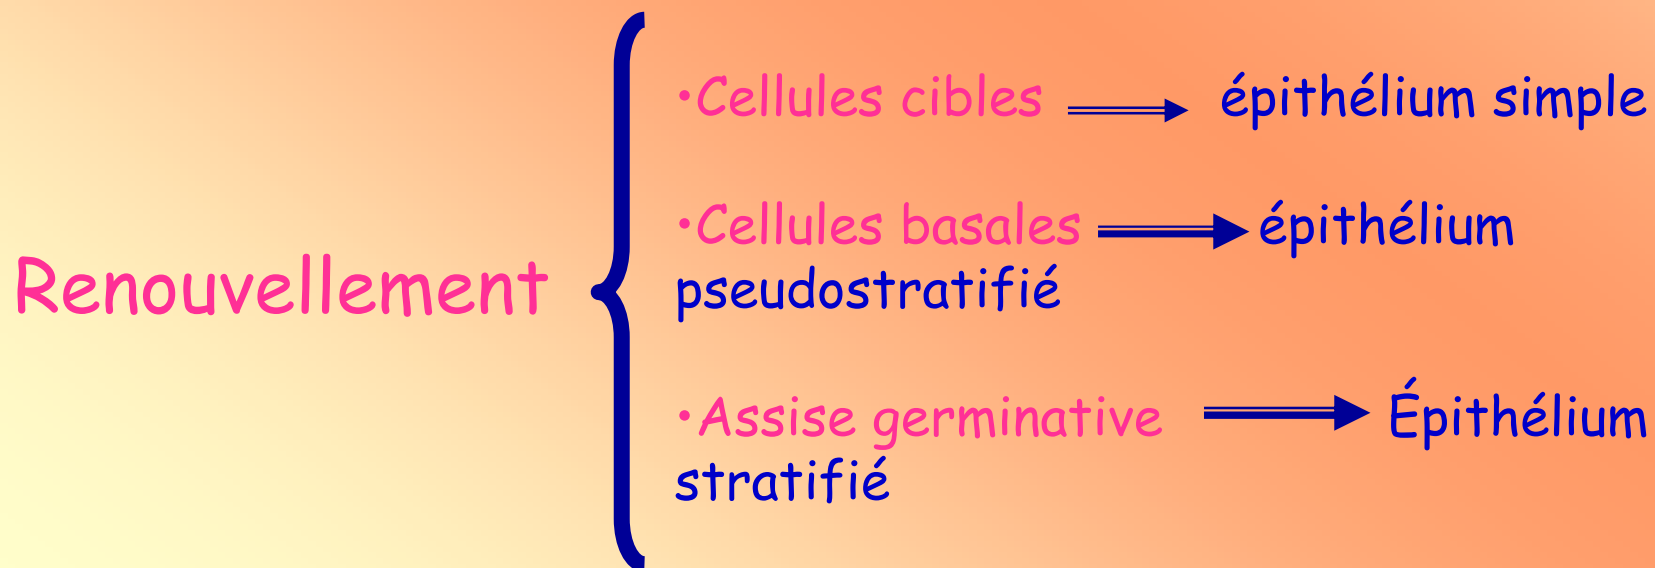 •Cellules cibles épithélium simple
•Cellules basales épithélium
pseudostratifié
Renouvellement
•Assise germinative Épithélium
stratifié